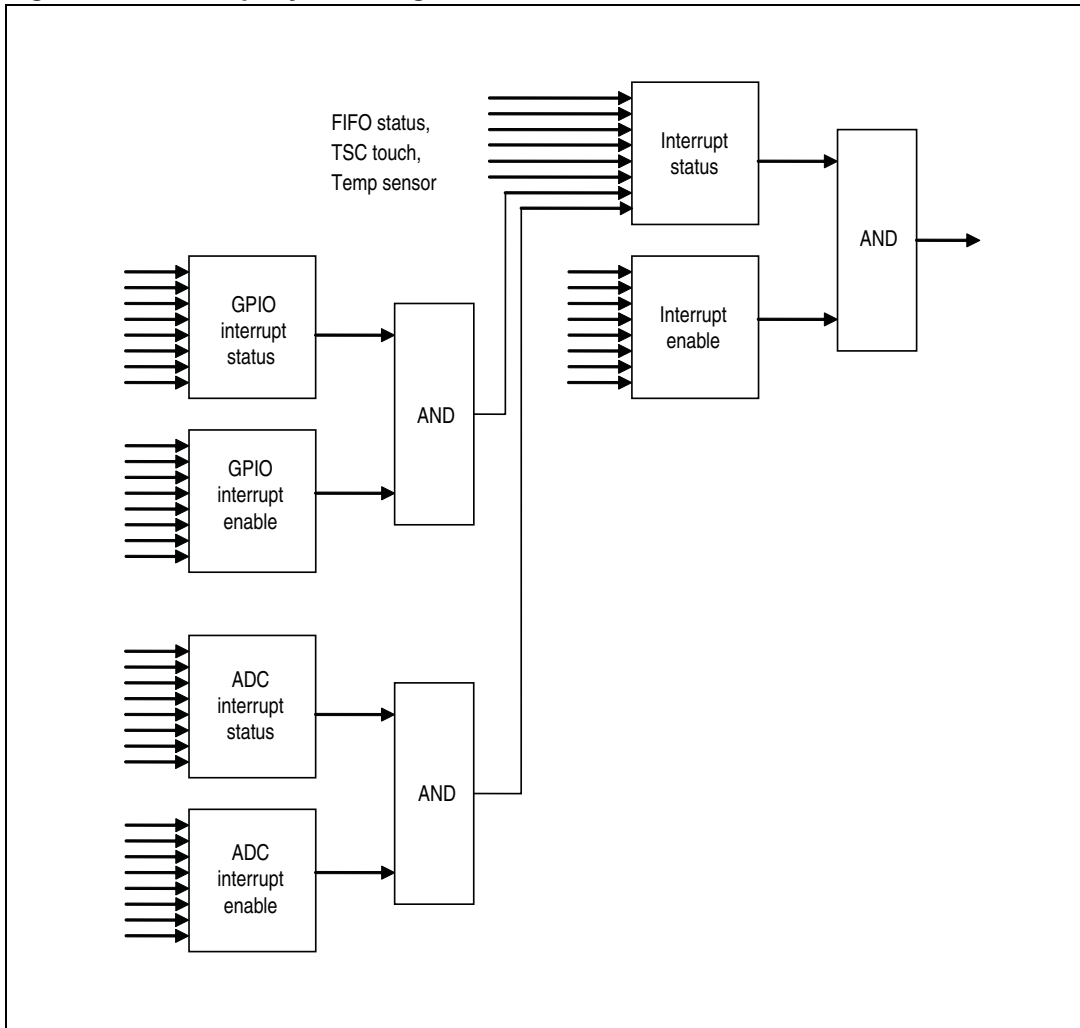 FIFO status,
TSC touch,
Temp sensor
Interrupt
status
AND
Interrupt
enable
GPIO
interrupt
status
AND
GPIO
interrupt
enable
ADC
interrupt
status
AND
ADC
interrupt
enable